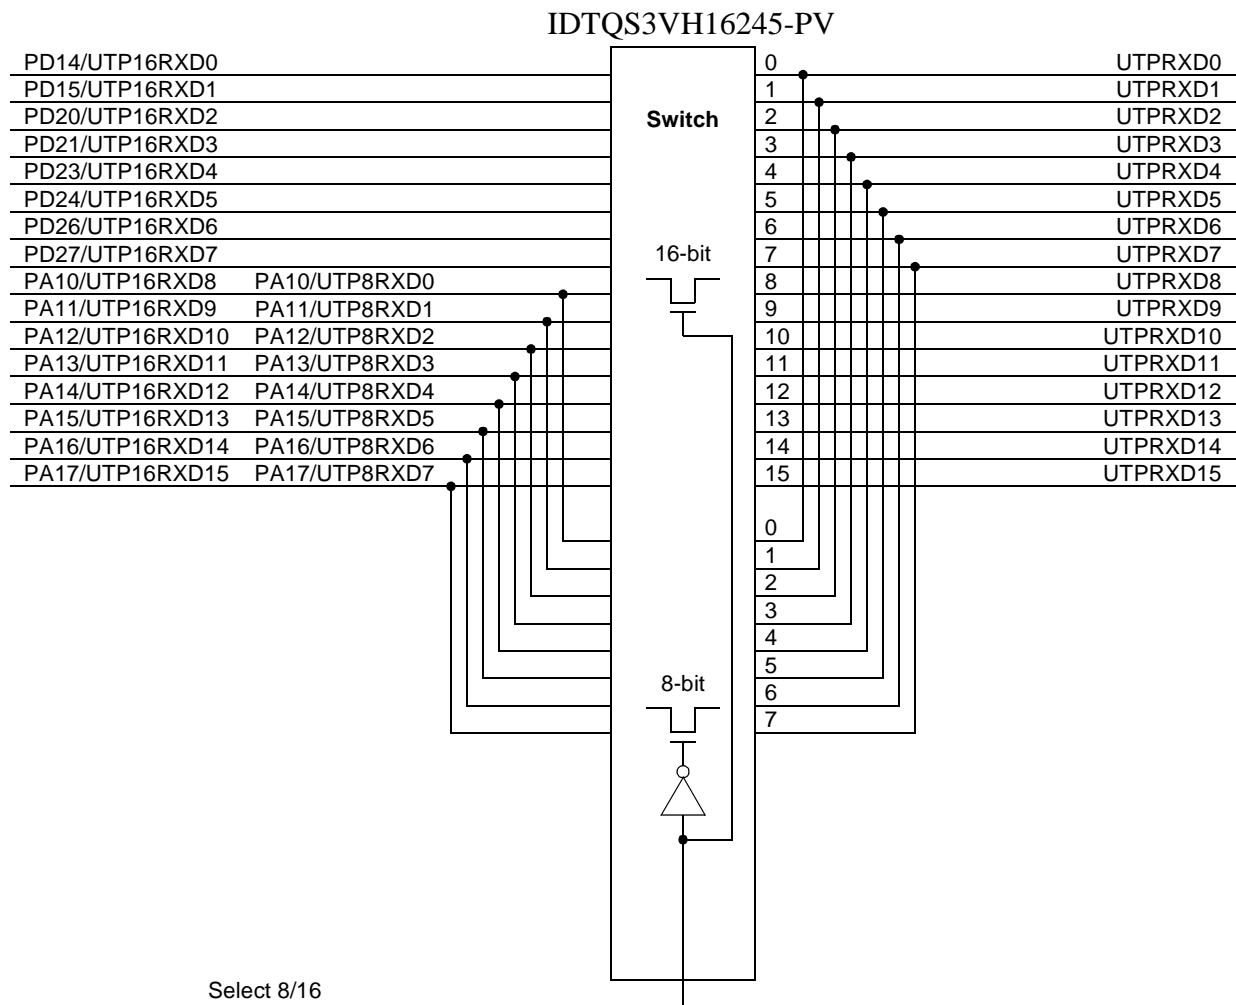 IDTQS3VH16245-PV
PD14/UTP16RXD0 0 UTPRXD0
PD15/UTP16RXD1 1 UTPRXD1
PD20/UTP16RXD2 Switch 2 UTPRXD2
PD21/UTP16RXD3 3 UTPRXD3
PD23/UTP16RXD4 4 UTPRXD4
PD24/UTP16RXD5 5 UTPRXD5
PD26/UTP16RXD6 6 UTPRXD6
PD27/UTP16RXD7 16-bit 7 UTPRXD7
PA10/UTP16RXD8 PA10/UTP8RXD0 8 UTPRXD8
PA11/UTP16RXD9 PA11/UTP8RXD1 9 UTPRXD9
PA12/UTP16RXD10 PA12/UTP8RXD2 10 UTPRXD10
PA13/UTP16RXD11 PA13/UTP8RXD3 11 UTPRXD11
PA14/UTP16RXD12 PA14/UTP8RXD4 12 UTPRXD12
PA15/UTP16RXD13 PA15/UTP8RXD5 13 UTPRXD13
PA16/UTP16RXD14 PA16/UTP8RXD6 14 UTPRXD14
PA17/UTP16RXD15 PA17/UTP8RXD7 15 UTPRXD15
0
1
2
3
4
5
8-bit 6
7
Select 8/16